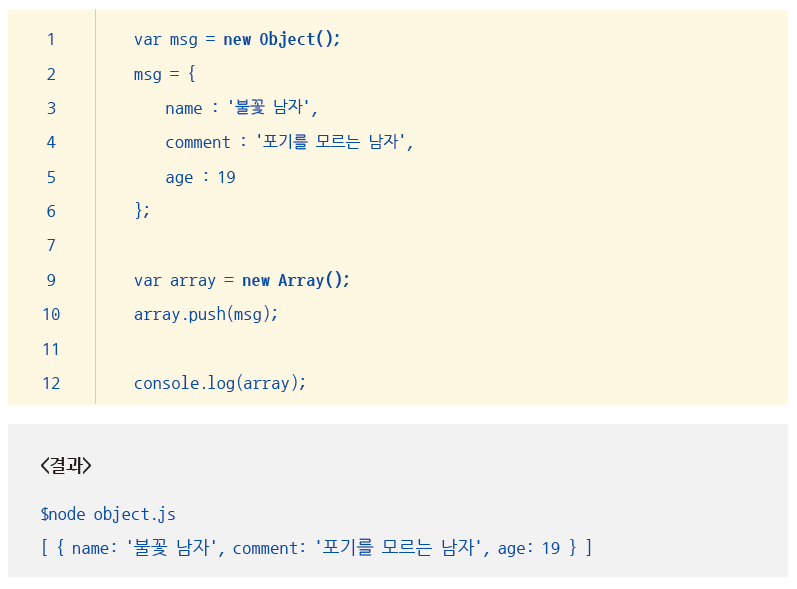 1 var msg = new Object();
2 msg = {
3 name : '불꽃 남자',
4 comment : '포기를 모르는 남자',
5 age : 19
6 };
7
9 var array = new Array();
10 array.push(msg);
11
12 console.log(array);
<결과>
$node object.js
[ { name: '불꽃 남자', comment: '포기를 모르는 남자', age: 19 } ]